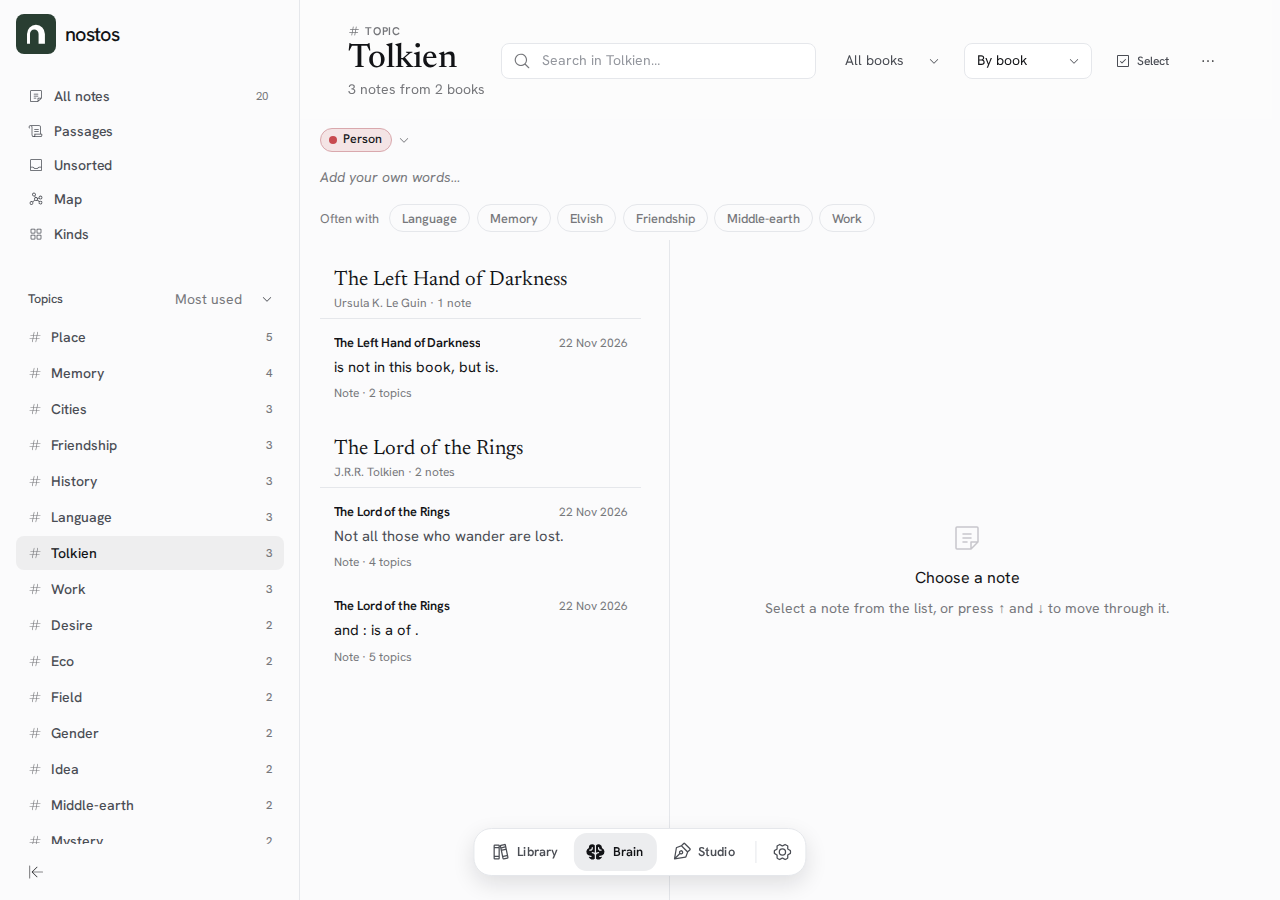 nostos
All notes 20
Passages
Unsorted
Map
Kinds
Topics Most used
# Place 5
# Memory 4
# Cities 3
# Friendship 3
# History 3
# Language 3
# Tolkien 3
# Work 3
# Desire 2
# Eco 2
# Field 2
# Gender 2
# Idea 2
# Middle-earth 2
# Mystery 2
# TOPIC
Tolkien
3 notes from 2 books
Search in Tolkien...
All books
By book
Select
Person
Add your own words...
Often with Language Memory Elvish Friendship Middle-earth Work
The Left Hand of Darkness
Ursula K. Le Guin · 1 note
The Left Hand of Darkness 22 Nov 2026
is not in this book, but is.
Note · 2 topics
The Lord of the Rings
J.R.R. Tolkien · 2 notes
The Lord of the Rings 22 Nov 2026
Not all those who wander are lost.
Note · 4 topics
The Lord of the Rings 22 Nov 2026
and : is a of .
Note · 5 topics
Choose a note
Select a note from the list, or press ↑ and ↓ to move through it.
Library Brain Studio